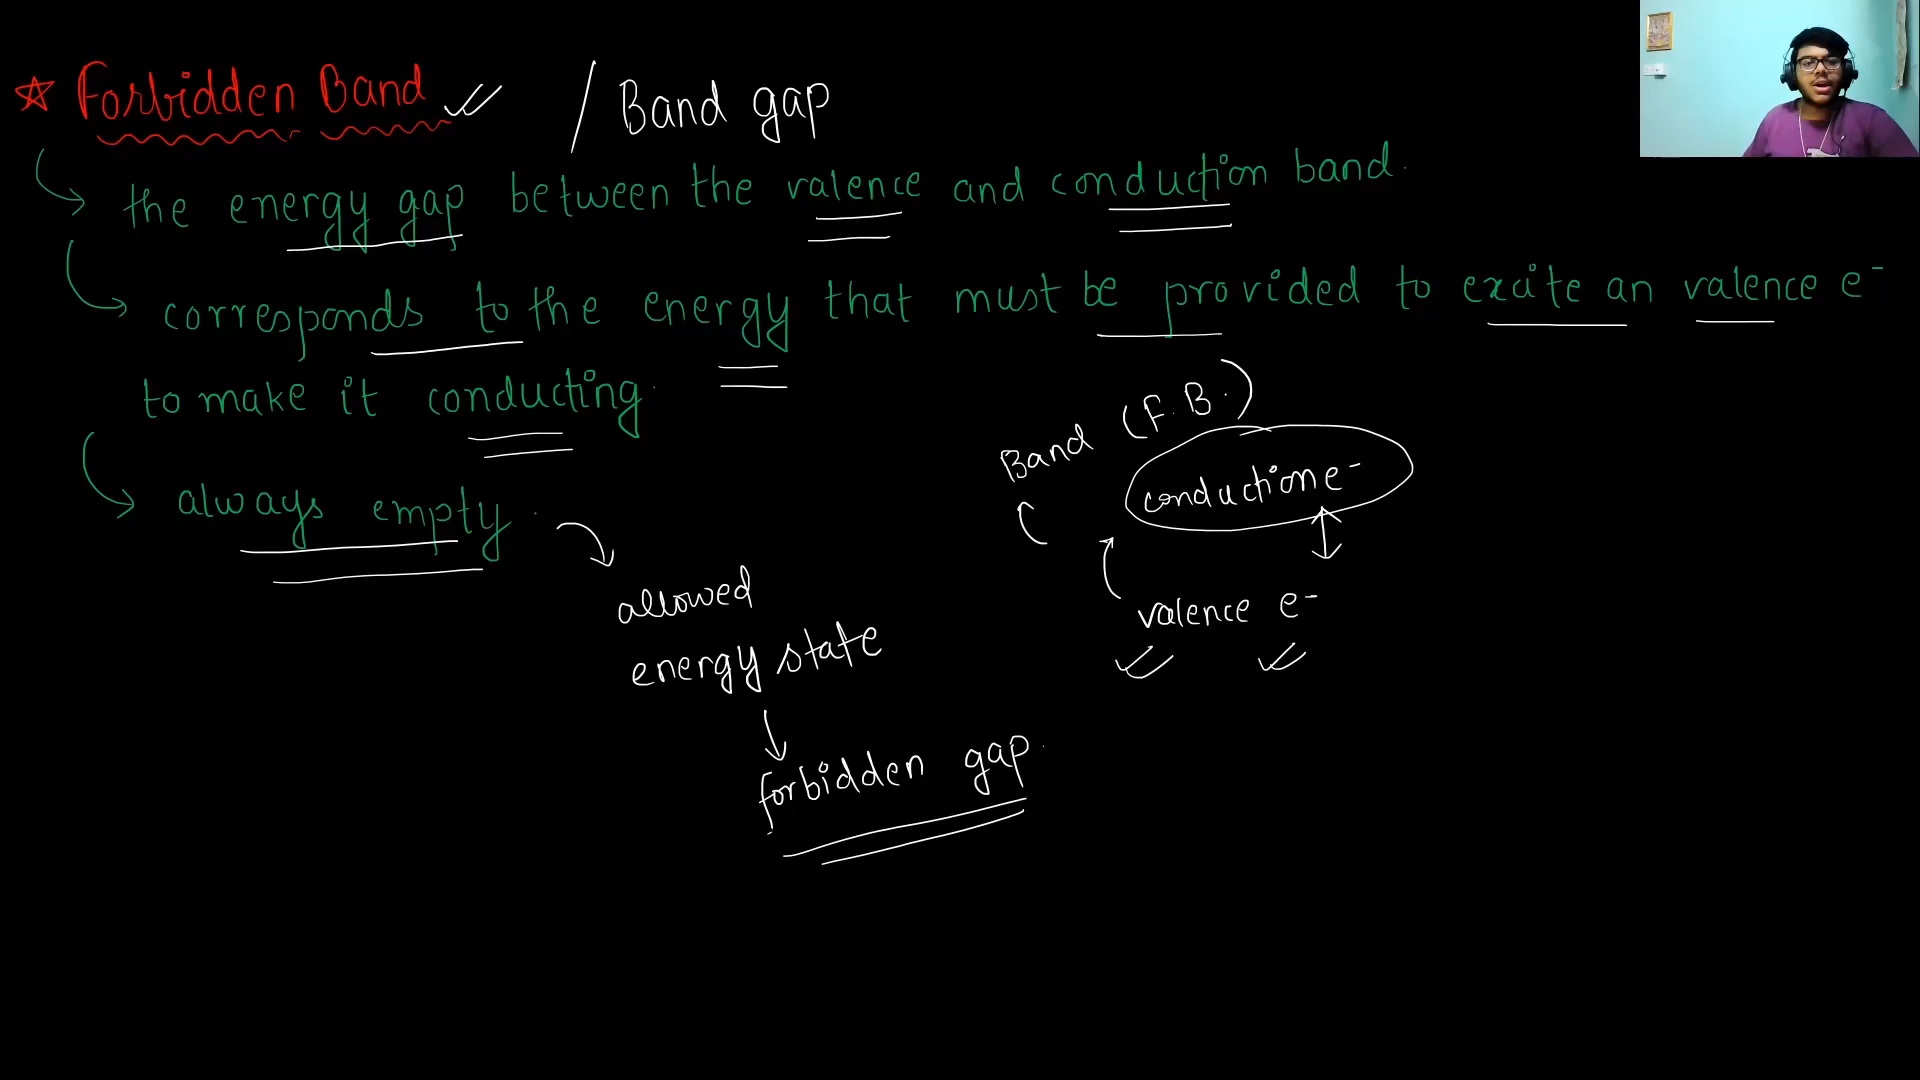 ☆ Forbidden Band / Band gap
the energy gap between the valence and conduction band.
corresponds to the energy that must be provided to excite an valence e⁻
to make it conducting.
always empty.
Band (F.B.)
conduction e⁻
valence e⁻
allowed
energy state
forbidden gap.